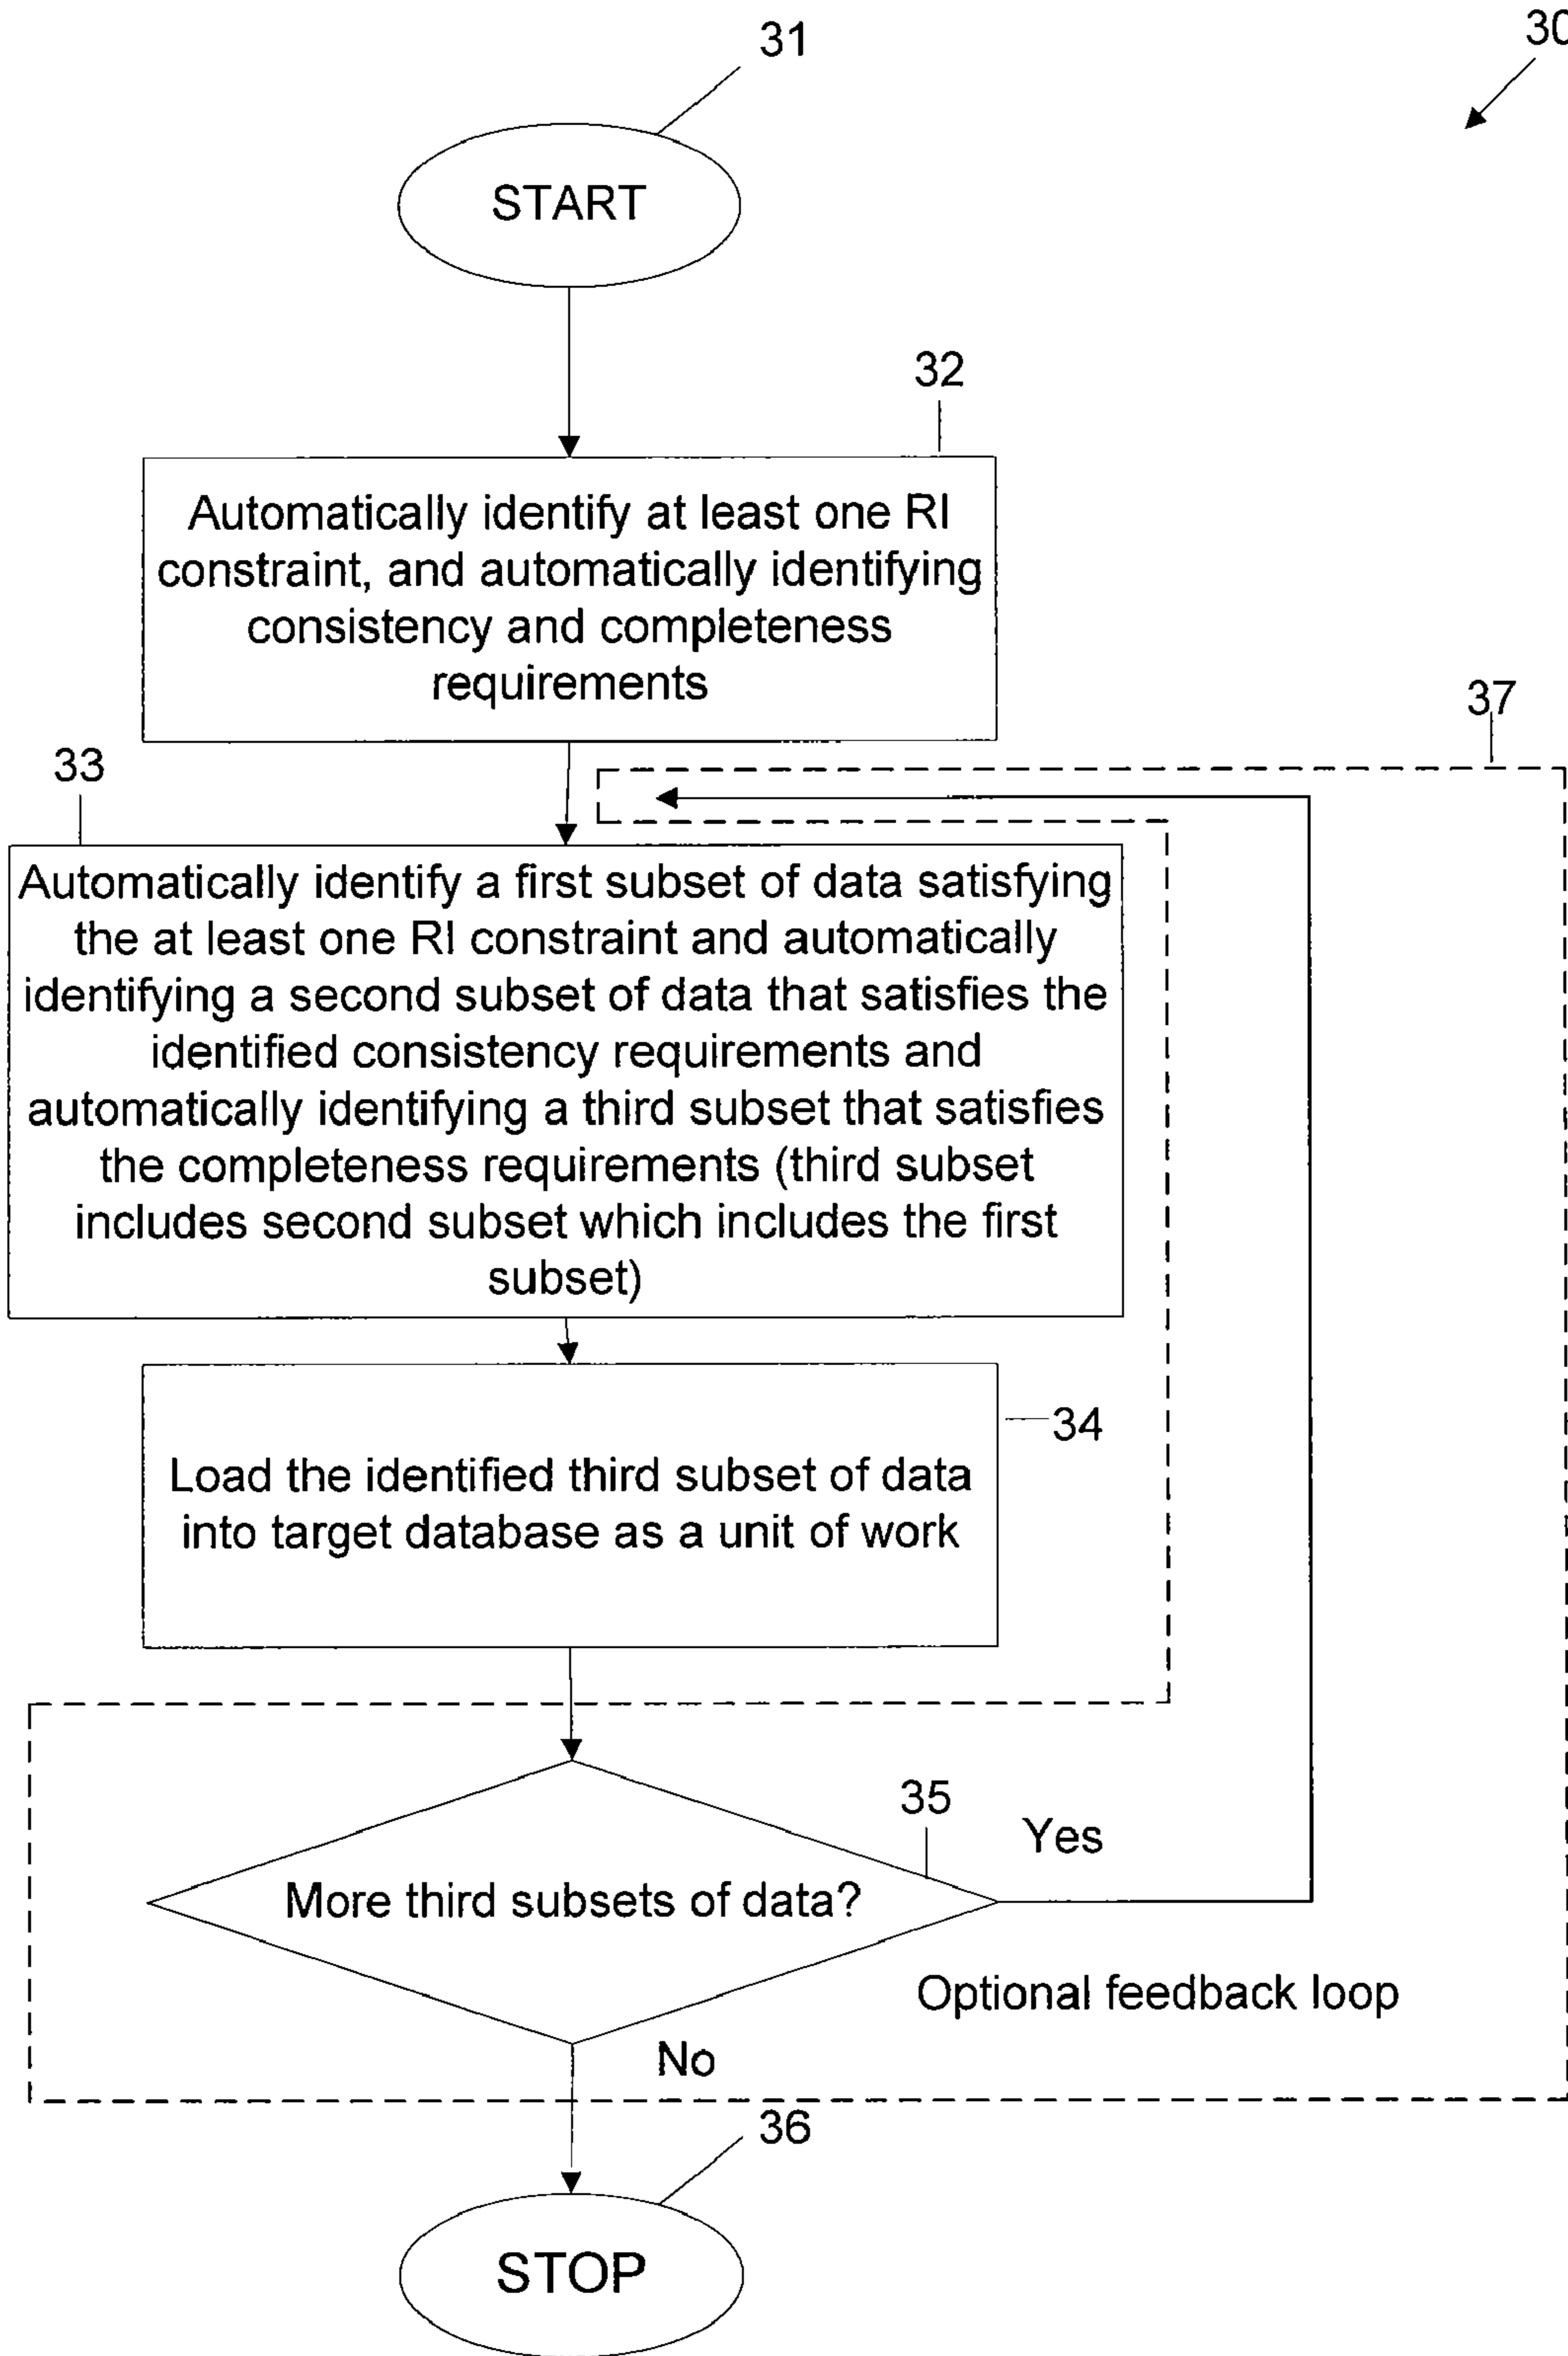 31
30
START
32
Automatically identify at least one RI
constraint, and automatically identifying
consistency and completeness
requirements
37
33
Automatically identify a first subset of data satisfying
the at least one RI constraint and automatically
identifying a second subset of data that satisfies the
identified consistency requirements and
automatically identifying a third subset that satisfies
the completeness requirements (third subset
includes second subset which includes the first
subset)
34
Load the identified third subset of data
into target database as a unit of work
35
Yes
More third subsets of data?
Optional feedback loop
No
36
STOP